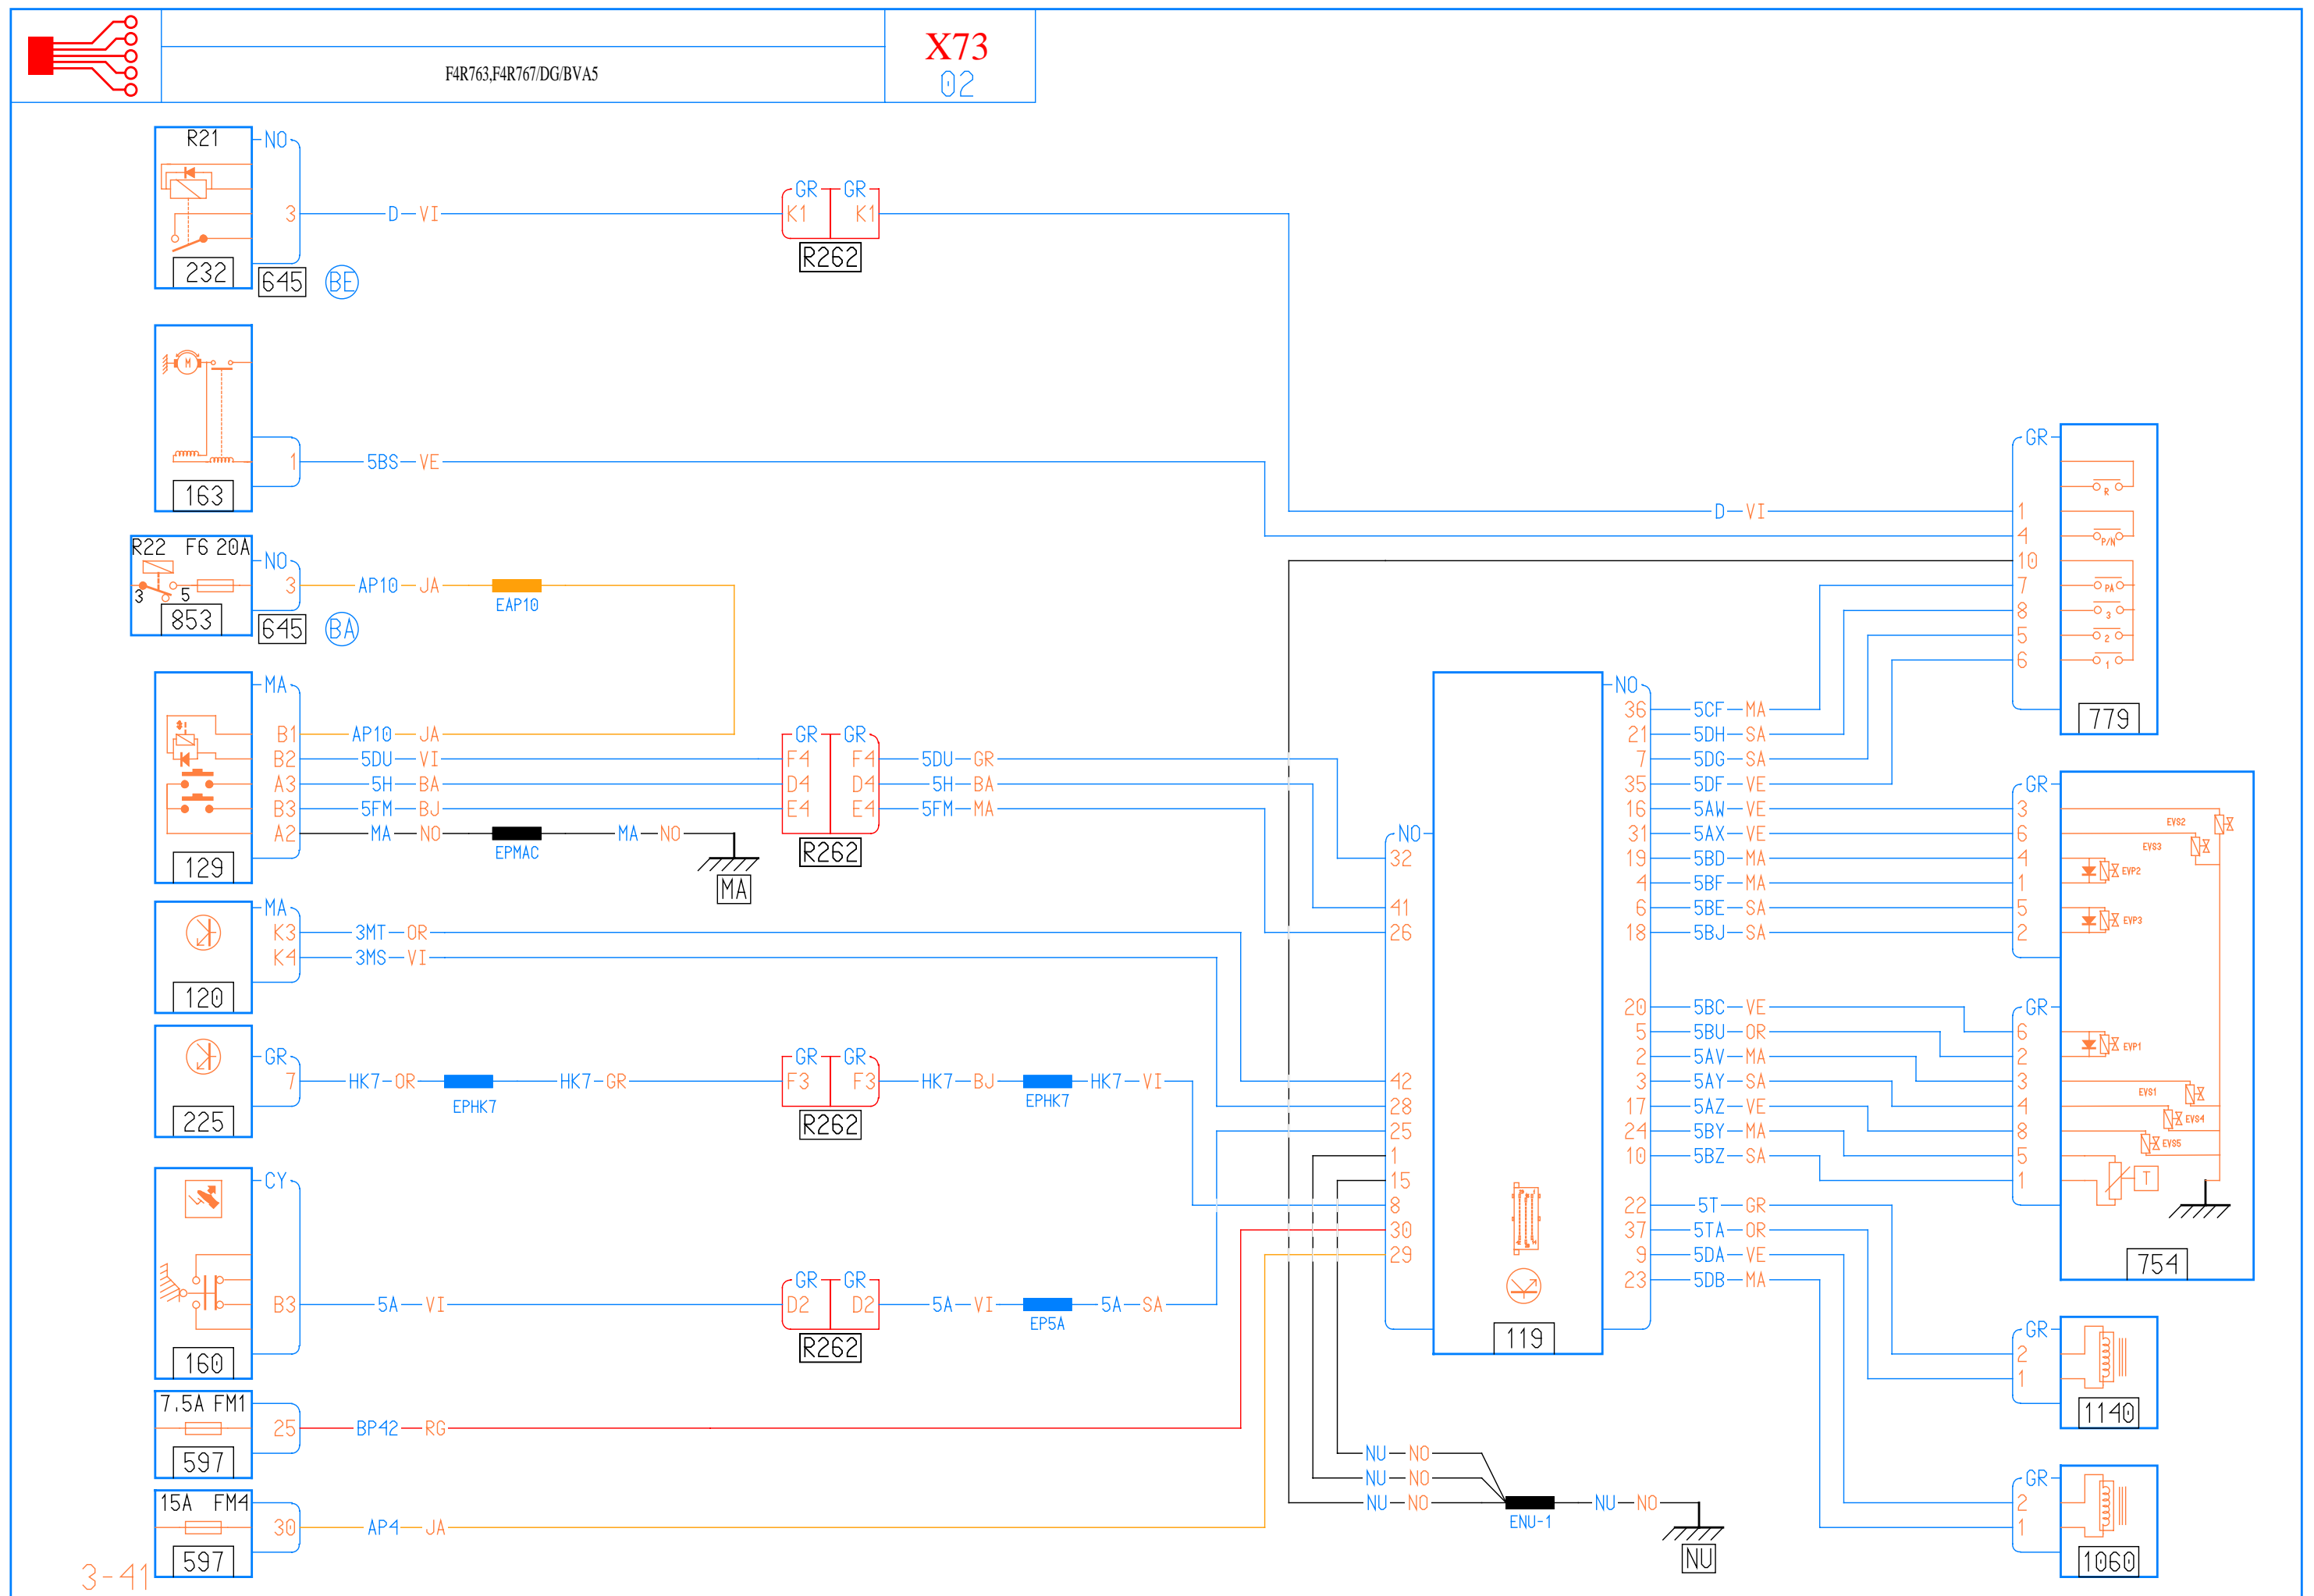 F4R763,F4R767/DG/BVA5
X73
02
R21
NO
3
D VI
232
645
BE
GR GR
K1 K1
R262
M
1
5BS VE
163
R22 F6 20A
NO
3 5
3
AP10 JA
EAP10
853
645
BA
MA
B1
AP10 JA
B2
5DU VI
A3
5H BA
B3
5FM BJ
A2
MA NO
EPMAC
MA NO
MA
129
GR GR
F4 F4
D4 D4
E4 E4
R262
5DU GR
5H BA
5FM MA
MA
K3
3MT OR
K4
3MS VI
120
GR
7
HK7 OR
EPHK7
HK7 GR
225
GR GR
F3 F3
R262
HK7 BJ
EPHK7
HK7 VI
CY
B3
5A VI
160
GR GR
D2 D2
R262
5A VI
EP5A
5A SA
7.5A FM1
25
BP42 RG
597
15A FM4
30
AP4 JA
597
3-41
NO
32
41
26
42
28
25
1
15
8
30
29
119
NU NO
NU NO
NU NO
ENU-1
NU NO
NU
NO
36 5CF MA
21 5DH SA
7 5DG SA
35 5DF VE
16 5AW VE
31 5AX VE
19 5BD MA
4 5BF MA
6 5BE SA
18 5BJ SA
20 5BC VE
5 5BU OR
2 5AV MA
3 5AY SA
17 5AZ VE
24 5BY MA
10 5BZ SA
22 5T GR
37 5TA OR
9 5DA VE
23 5DB MA
D VI
GR
1
4
10
7
8
5
6
R
P/N
PA
3
2
1
779
GR
3
6
4
1
5
2
EVS2
EVS3
EVP2
EVP3
GR
6
2
3
4
8
5
1
EVP1
EVS1
EVS4
EVS5
T
754
GR
2
1
1140
GR
2
1
1060